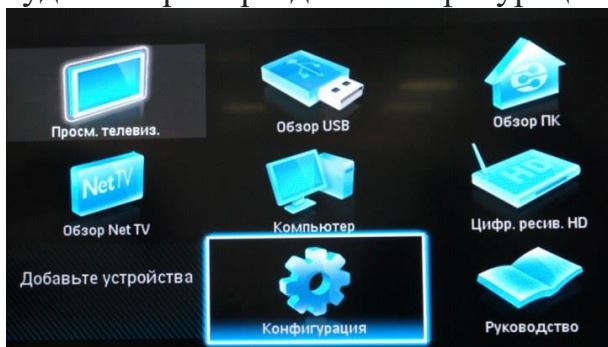 Просм. телевиз.
Обзор USB
Обзор ПК
NetTV
HD
Обзор Net TV
Компьютер
Цифр. ресив. HD
Добавьте устройства
Конфигурация
Руководство